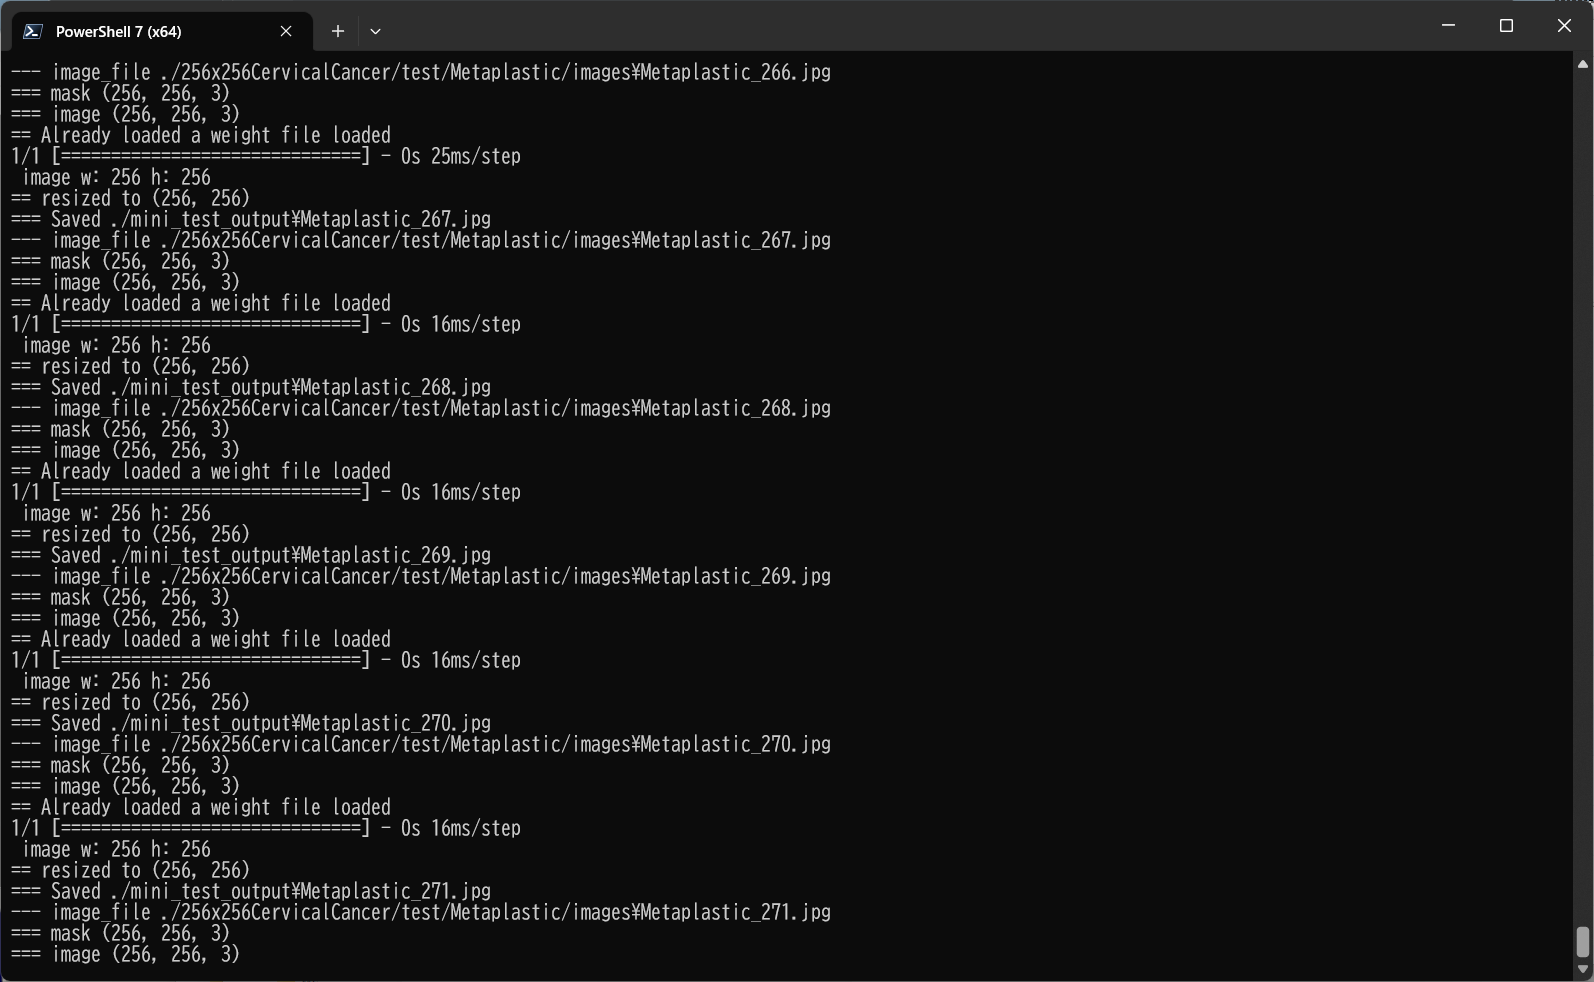 PowerShell 7 (x64)
--- image_file ./256x256CervicalCancer/test/Metaplastic/images¥Metaplastic_266.jpg
=== mask (256, 256, 3)
=== image (256, 256, 3)
== Already loaded a weight file loaded
1/1 [==============================] - 0s 25ms/step
 image w: 256 h: 256
== resized to (256, 256)
=== Saved ./mini_test_output¥Metaplastic_267.jpg
--- image_file ./256x256CervicalCancer/test/Metaplastic/images¥Metaplastic_267.jpg
=== mask (256, 256, 3)
=== image (256, 256, 3)
== Already loaded a weight file loaded
1/1 [==============================] - 0s 16ms/step
 image w: 256 h: 256
== resized to (256, 256)
=== Saved ./mini_test_output¥Metaplastic_268.jpg
--- image_file ./256x256CervicalCancer/test/Metaplastic/images¥Metaplastic_268.jpg
=== mask (256, 256, 3)
=== image (256, 256, 3)
== Already loaded a weight file loaded
1/1 [==============================] - 0s 16ms/step
 image w: 256 h: 256
== resized to (256, 256)
=== Saved ./mini_test_output¥Metaplastic_269.jpg
--- image_file ./256x256CervicalCancer/test/Metaplastic/images¥Metaplastic_269.jpg
=== mask (256, 256, 3)
=== image (256, 256, 3)
== Already loaded a weight file loaded
1/1 [==============================] - 0s 16ms/step
 image w: 256 h: 256
== resized to (256, 256)
=== Saved ./mini_test_output¥Metaplastic_270.jpg
--- image_file ./256x256CervicalCancer/test/Metaplastic/images¥Metaplastic_270.jpg
=== mask (256, 256, 3)
=== image (256, 256, 3)
== Already loaded a weight file loaded
1/1 [==============================] - 0s 16ms/step
 image w: 256 h: 256
== resized to (256, 256)
=== Saved ./mini_test_output¥Metaplastic_271.jpg
--- image_file ./256x256CervicalCancer/test/Metaplastic/images¥Metaplastic_271.jpg
=== mask (256, 256, 3)
=== image (256, 256, 3)